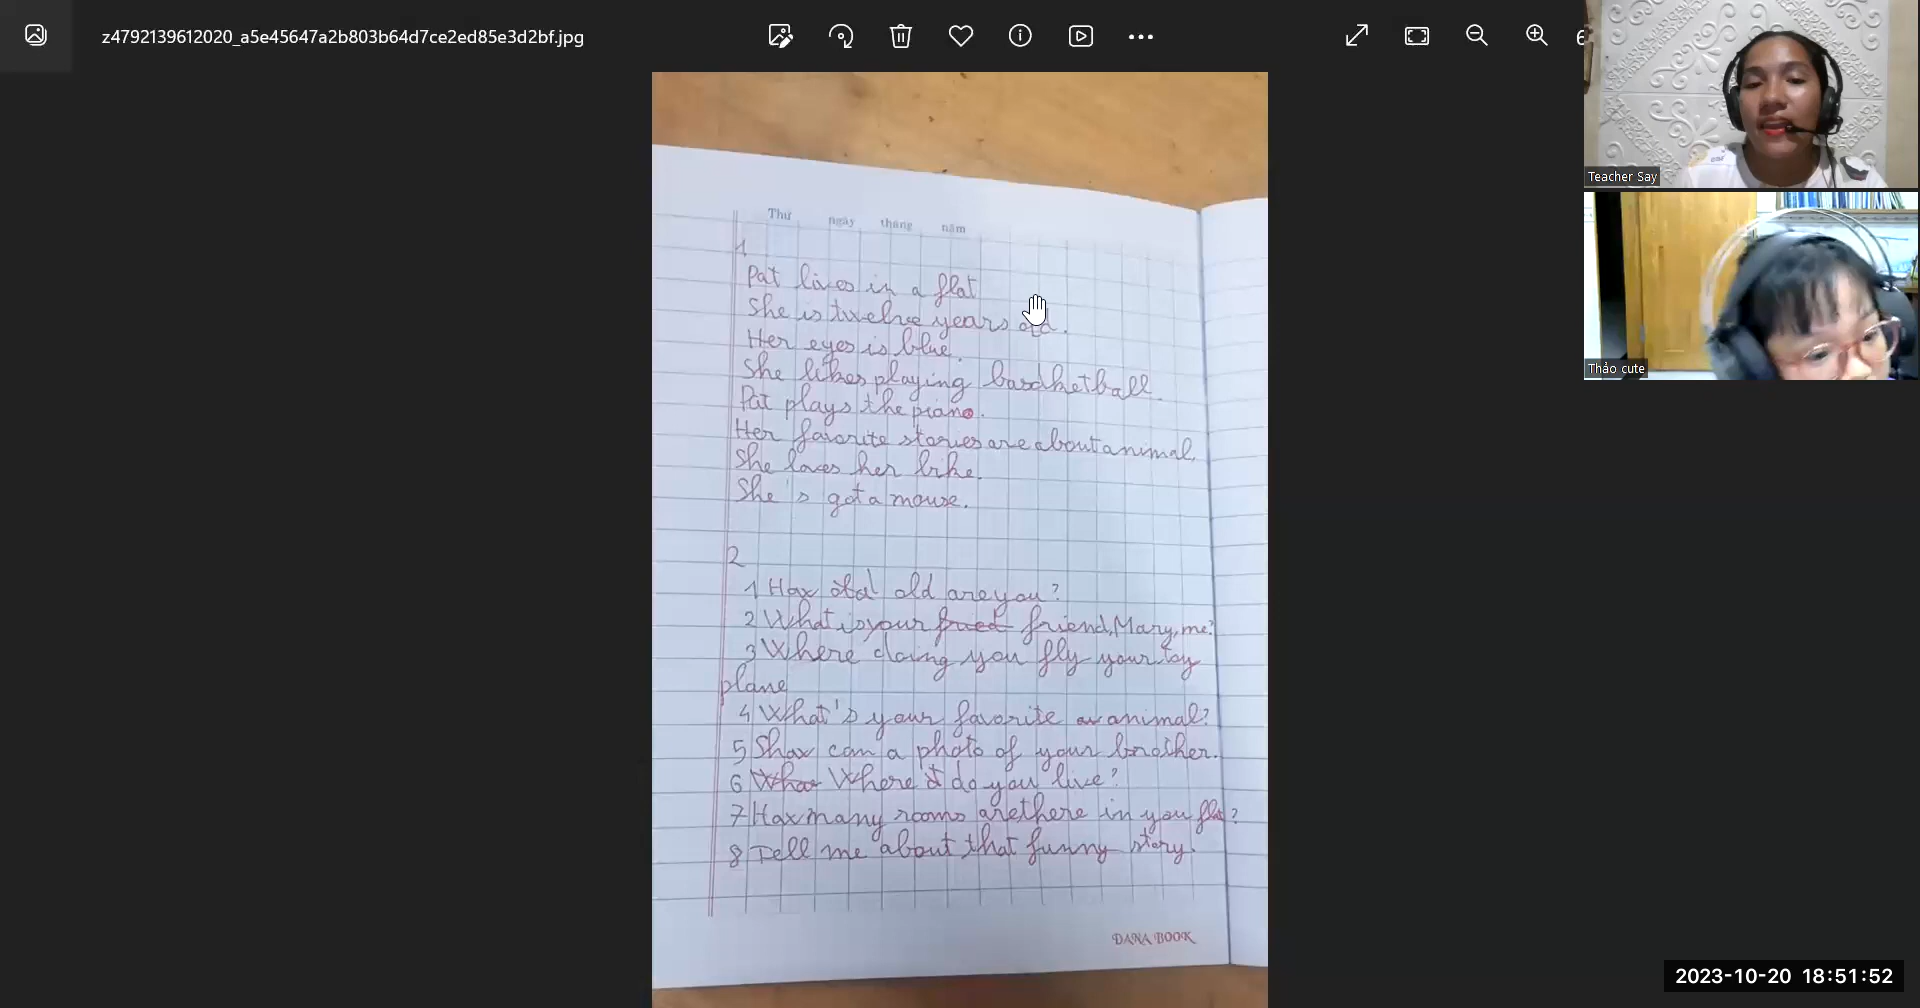 z4792139612020_a5e45647a2b803b64d7ce2ed85e3d2bf.jpg
Teacher Say
Thảo cute
Thứ ngày tháng năm
1
Pat lives in a flat
She is twelve years old.
Her eyes is blue.
She likes playing basdketball.
Pat plays the piano.
Her favorite stories are about animal.
She loves her bike.
She's got a mouse.
2
1 How old are you?
2 What is your friend, Mary, me?
3 Where doing you fly your toy
plane
4 What's your favorite animal?
5 Show can a photo of your brother.
6 Where do you live?
7 How many rooms are there in you flat?
8 Tell me about that funny story.
DANA BOOK
2023-10-20 18:51:52